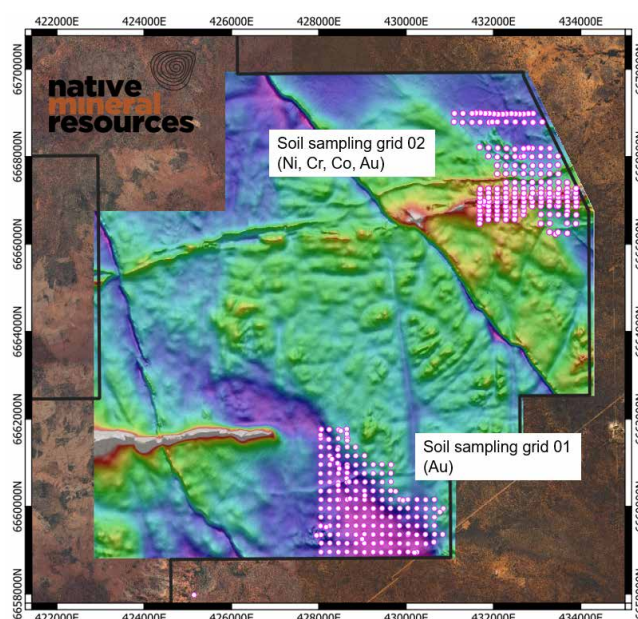 422000E 424000E 426000E 428000E 430000E 432000E 434000E
6670000N
native
mineral
resources
Soil sampling grid 02
(Ni, Cr, Co, Au)
6668000N
6666000N
6664000N
6662000N
Soil sampling grid 01
(Au)
6660000N
6658000N
422000E 424000E 426000E 428000E 430000E 432000E 434000E